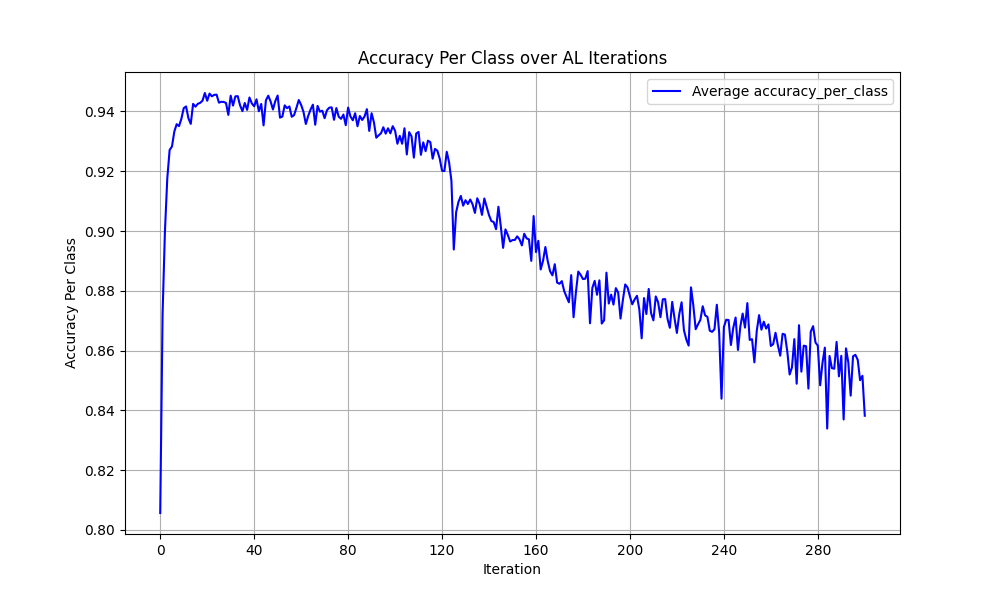 Accuracy Per Class over AL Iterations
Average accuracy_per_class
Accuracy Per Class
0.94
0.92
0.90
0.88
0.86
0.84
0.82
0.80
0 40 80 120 160 200 240 280
Iteration